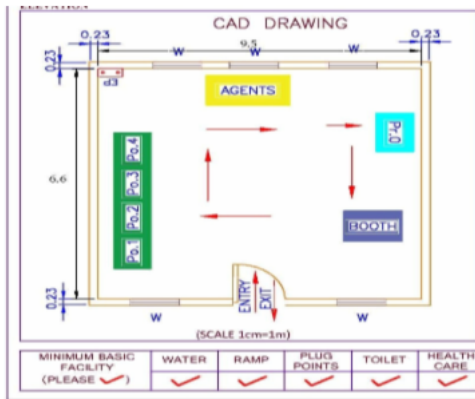 ELEVATION
CAD DRAWING
0.23
9.5
0.23
W
W
W
0.23
d3
AGENTS
Pr.0
6.6
Po.4
Po.3
Po.2
Po.1
BOOTH
0.23
ENTRY
EXIT
W
W
(SCALE 1cm=1m)
MINIMUM BASIC FACILITY (PLEASE ✓)
WATER
RAMP
PLUG POINTS
TOILET
HEALTH CARE
✓ ✓ ✓ ✓ ✓